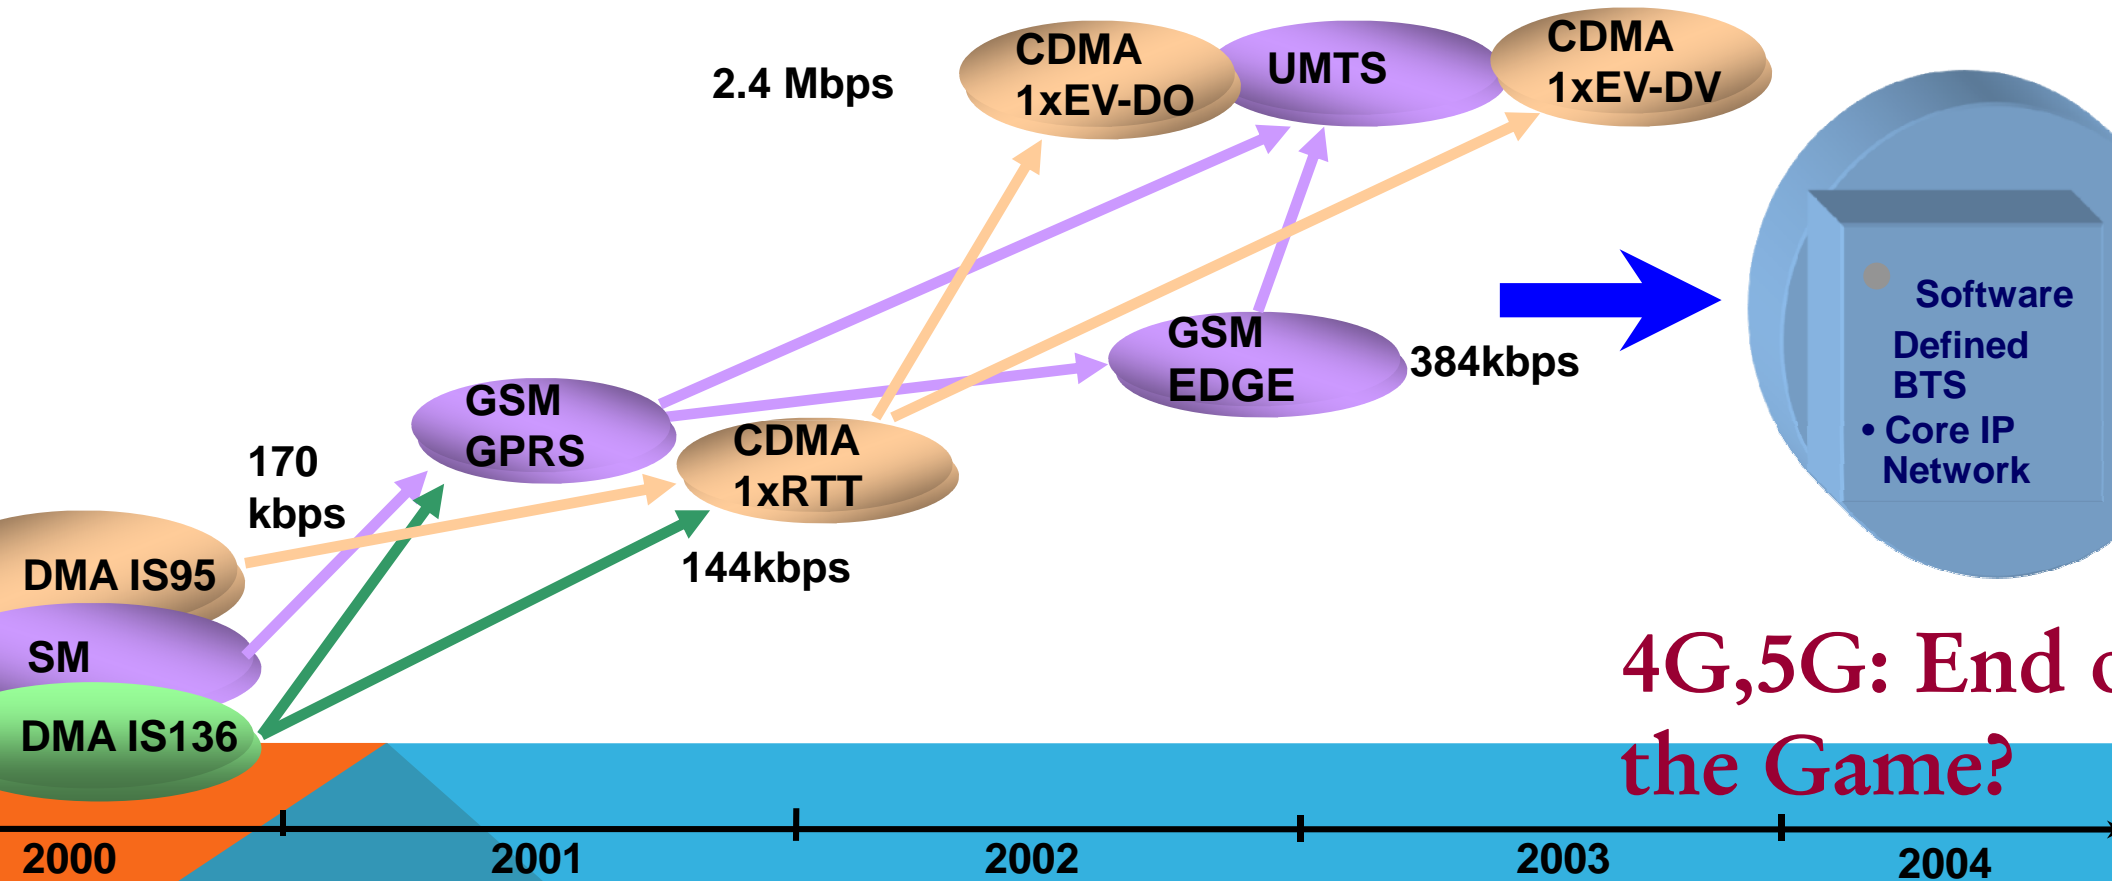 2.4 Mbps
CDMA
1xEV-DO
UMTS
CDMA
1xEV-DV
GSM
EDGE
384kbps
Software
Defined
BTS
• Core IP
Network
GSM
GPRS
CDMA
1xRTT
170
kbps
144kbps
DMA IS95
SM
DMA IS136
4G,5G: End
the Game?
2000
2001
2002
2003
2004